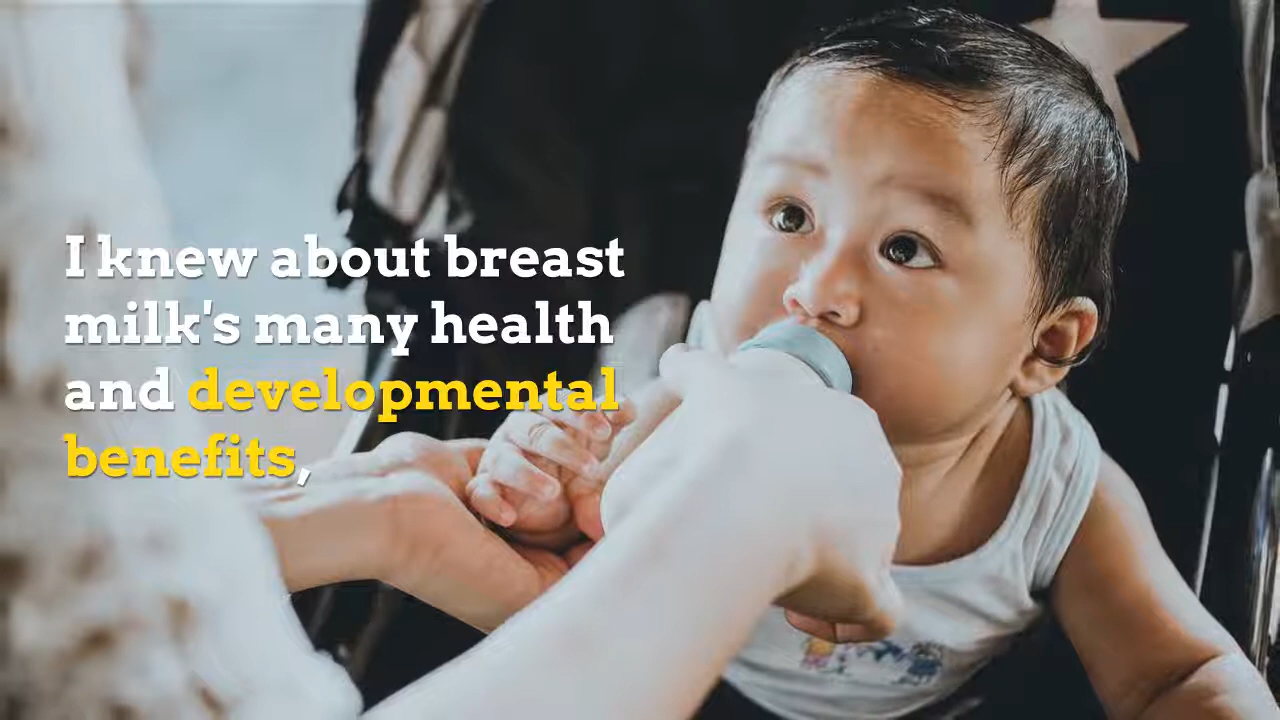 I knew about breast
milk's many health
and developmental
benefits,